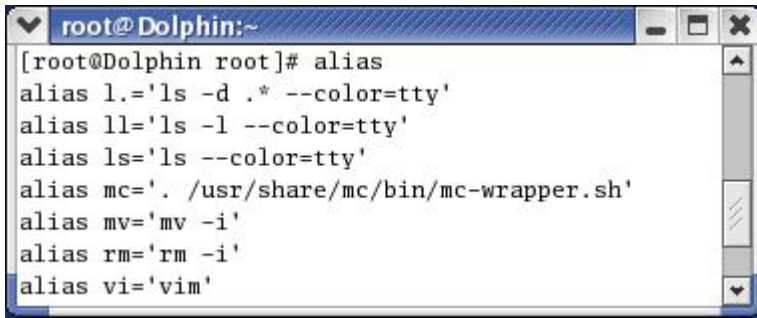 root@Dolphin:~
[root@Dolphin root]# alias
alias l.='ls -d .* --color=tty'
alias ll='ls -l --color=tty'
alias ls='ls --color=tty'
alias mc='. /usr/share/mc/bin/mc-wrapper.sh'
alias mv='mv -i'
alias rm='rm -i'
alias vi='vim'